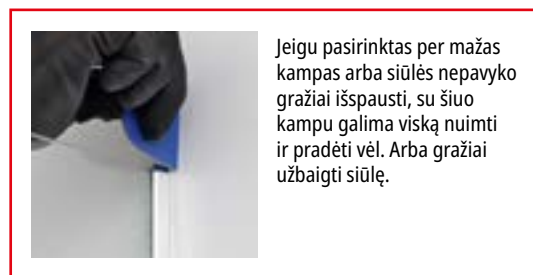 Jeigu pasirinktas per mažas
kampas arba siūlės nepavyko
gražiai išspausti, su šiuo
kampu galima viską nuimti
ir pradėti vėl. Arba gražiai
užbaigti siūlę.